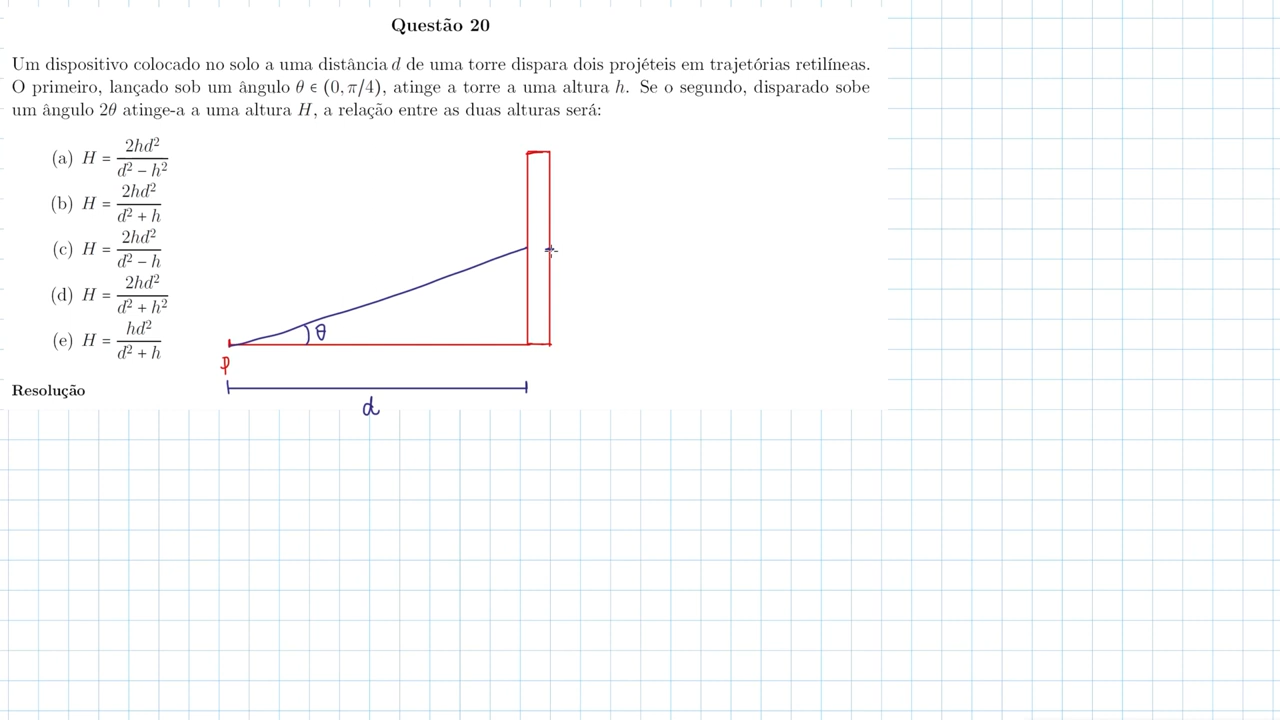 Questão 20
Um dispositivo colocado no solo a uma distância d de uma torre dispara dois projéteis em trajetórias retilíneas.
O primeiro, lançado sob um ângulo θ ∈ (0, π/4), atinge a torre a uma altura h. Se o segundo, disparado sobe
um ângulo 2θ atinge-a a uma altura H, a relação entre as duas alturas será:
(a) H = 2hd² / (d² − h²)
(b) H = 2hd² / (d² + h)
(c) H = 2hd² / (d² − h)
(d) H = 2hd² / (d² + h²)
(e) H = hd² / (d² + h)
θ
P
Resolução
d